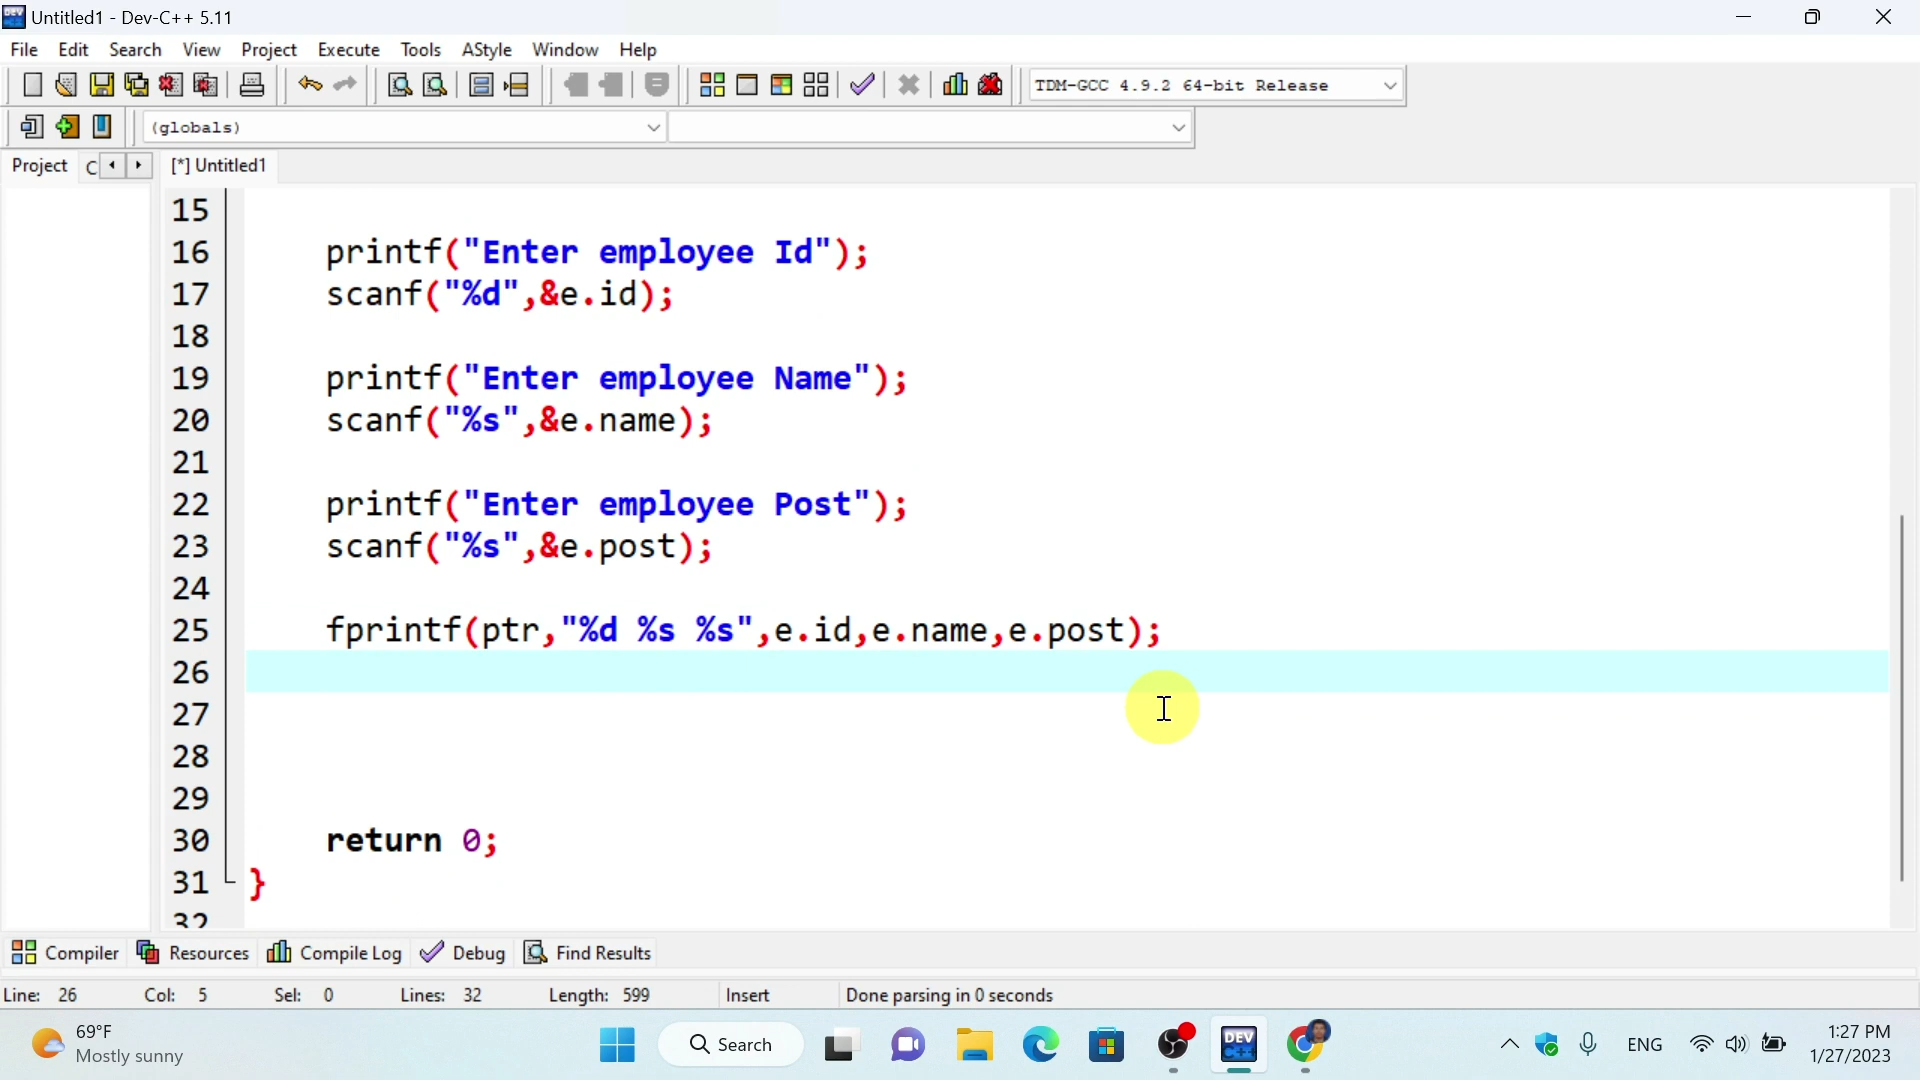 Untitled1 - Dev-C++ 5.11
File Edit Search View Project Execute Tools AStyle Window Help
TDM-GCC 4.9.2 64-bit Release
(globals)
Project C [*] Untitled1
15
16 printf("Enter employee Id");
17 scanf("%d",&e.id);
18
19 printf("Enter employee Name");
20 scanf("%s",&e.name);
21
22 printf("Enter employee Post");
23 scanf("%s",&e.post);
24
25 fprintf(ptr,"%d %s %s",e.id,e.name,e.post);
26
27
28
29
30 return 0;
31 }
32
Compiler Resources Compile Log Debug Find Results
Line: 26 Col: 5 Sel: 0 Lines: 32 Length: 599 Insert Done parsing in 0 seconds
69°F
Mostly sunny
Search
DEV
C++
ENG
1:27 PM
1/27/2023